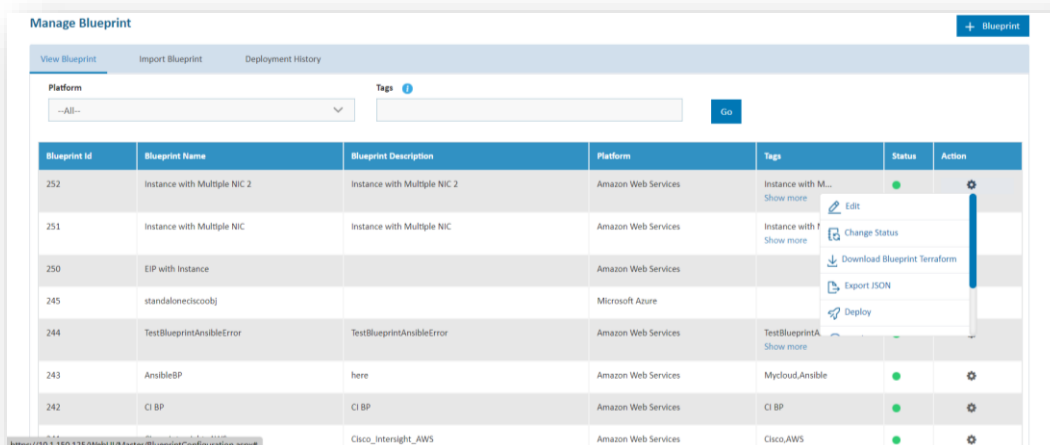 Manage Blueprint
+ Blueprint
View Blueprint Import Blueprint Deployment History
Platform Tags i
--All-- Go
Blueprint Id Blueprint Name Blueprint Description Platform Tags Status Action
252 Instance with Multiple NIC 2 Instance with Multiple NIC 2 Amazon Web Services Instance with M...
Show more
Edit
251 Instance with Multiple NIC Instance with Multiple NIC Amazon Web Services Instance with
Show more
Change Status
Download Blueprint Terraform
250 EIP with Instance Amazon Web Services
Export JSON
245 standaloneciscoobj Microsoft Azure
Deploy
244 TestBlueprintAnsibleError TestBlueprintAnsibleError Amazon Web Services TestBlueprintA
Show more
243 AnsibleBP here Amazon Web Services Mycloud,Ansible
242 CI BP CI BP Amazon Web Services CI BP
Cisco_Intersight_AWS Amazon Web Services Cisco,AWS